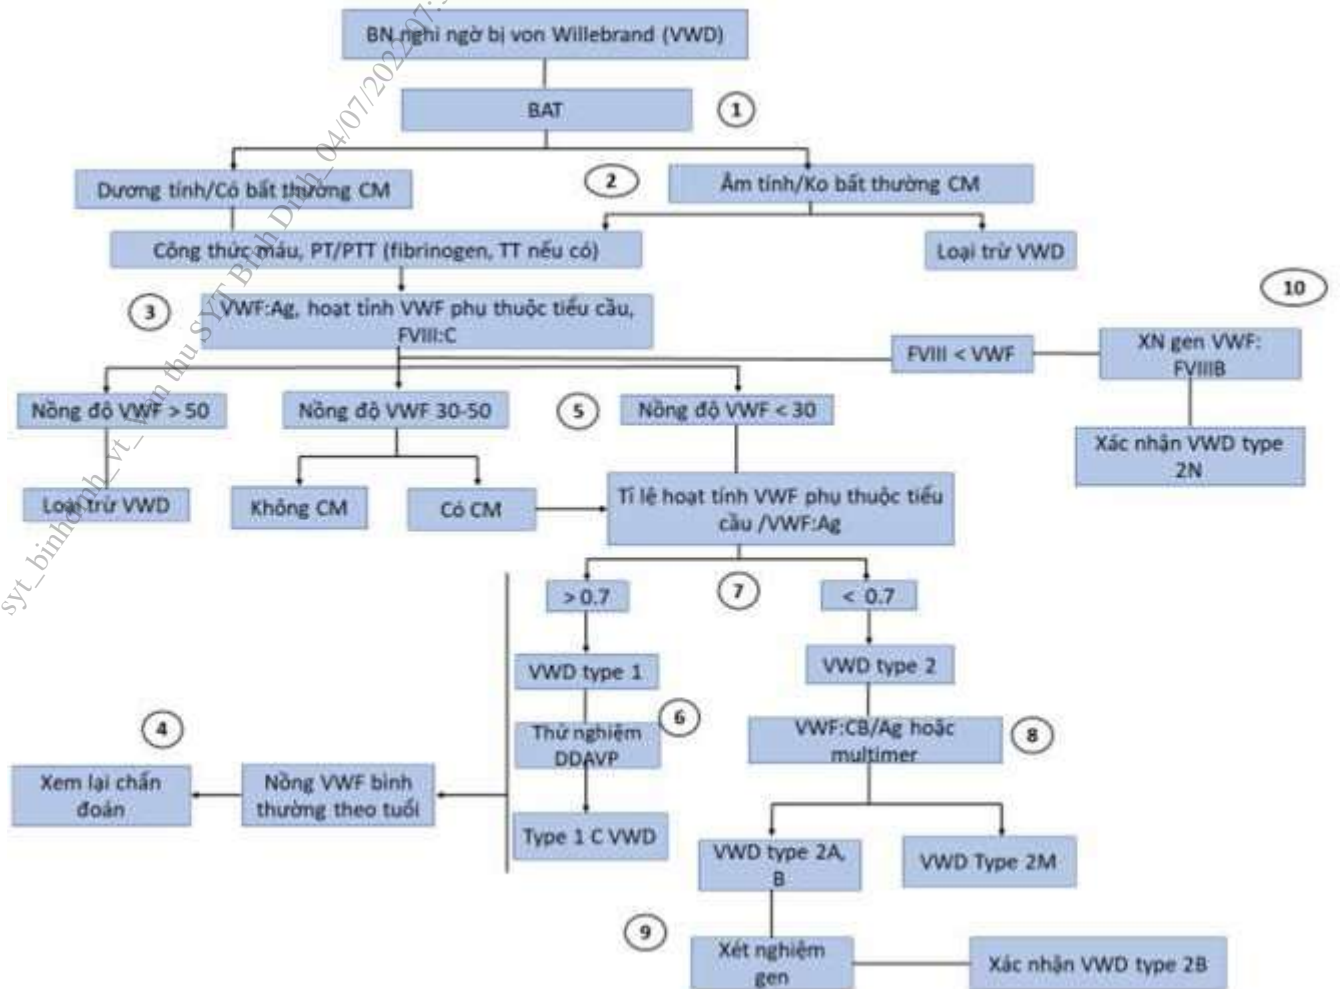 BN nghi ngờ bị von Willebrand (VWD)
BAT
1
Dương tính/Có bất thường CM
2
Âm tính/Ko bất thường CM
Công thức máu, PT/PTT (fibrinogen, TT nếu có)
Loại trừ VWD
3
VWF:Ag, hoạt tính VWF phụ thuộc tiểu cầu,
FVIII:C
10
FVIII < VWF
XN gen VWF:
FVIIIB
Nồng độ VWF > 50
Nồng độ VWF 30-50
5
Nồng độ VWF < 30
Xác nhận VWD type
2N
Loại trừ VWD
Không CM
Có CM
Tỉ lệ hoạt tính VWF phụ thuộc tiểu
cầu /VWF:Ag
> 0.7
7
< 0.7
VWD type 1
VWD type 2
6
Thử nghiệm
DDAVP
VWF:CB/Ag hoặc
multimer
8
4
Xem lại chẩn
đoán
Nồng VWF bình
thường theo tuổi
Type 1 C VWD
VWD type 2A,
B
VWD Type 2M
9
Xét nghiệm
gen
Xác nhận VWD type 2B